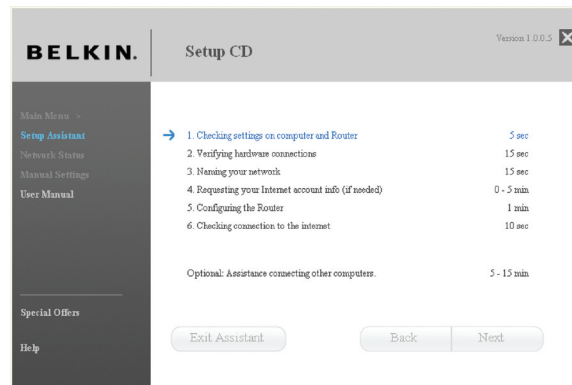 BELKIN.
Setup CD
Version 1.0.0.5
Main Menu >
Setup Assistant
Network Status
Manual Settings
User Manual
Special Offers
Help
1. Checking settings on computer and Router 5 sec
2. Verifying hardware connections 15 sec
3. Naming your network 15 sec
4. Requesting your Internet account info (if needed) 0 - 5 min
5. Configuring the Router 1 min
6. Checking connection to the internet 10 sec
Optional: Assistance connecting other computers. 5 - 15 min
Exit Assistant
Back
Next